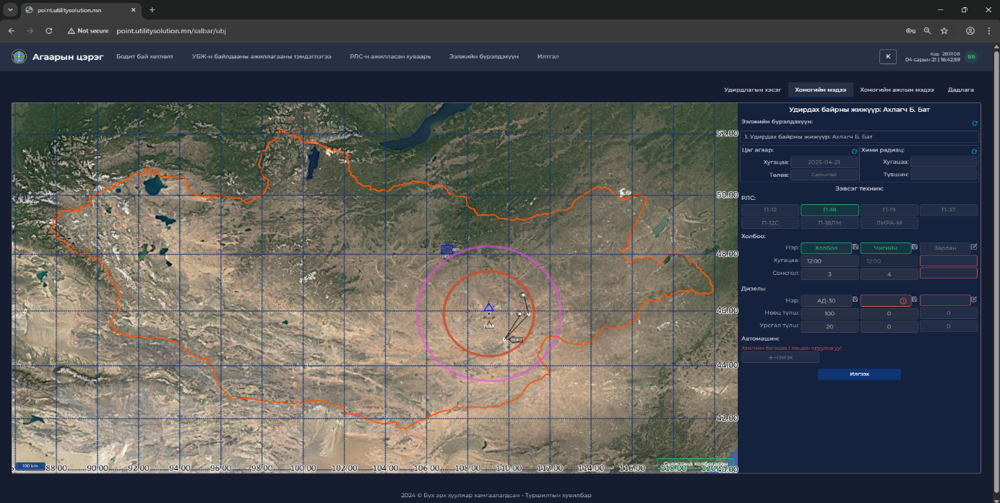 point.utilitysolution.mn
Not secure
point.utilitysolution.mn/salbar/ubj
Агаарын цэрэг
Бодит бай хөтлөлт
УБЖ-н байлдааны ажиллагааны тэмдэглэгээ
РЛС-н ажилласан хуваарь
Ээлжийн бүрэлдэхүүн
Илтгэл
K
Код: 2811108
04 сарын 21 | 16:42:59
ББ
Удирдлагын хэсэг
Хоногийн мэдээ
Хоногийн ажлын мэдээ
Дадлага
52.00
50.00
48.00
46.00
44.00
42.00
40.00
88.00 90.00 92.00 94.00 96.00 98.00 100.00 102.00 104.00 106.00 108.00 110.00 112.00 114.00 116.00 118.00
100 km
Сүлжээнд холбогдсон
Удирдах байрны жижүүр: Ахлагч Б. Бат
Ээлжийн бүрэлдэхүүн:
1. Удирдах байрны жижүүр: Ахлагч Б. Бат
Цаг агаар:
Хугацаа: 2025-04-21
Төлөв: Салхитай
Хими радиац:
Хугацаа:
Түвшин:
Зэвсэг техник:
РЛС:
П-12 П-18 П-19 П-37
П-12С П-18ЛМ ЛИРА-М
Холбоо:
Нэр: Холбоо Чигийн Зарлан
Хугацаа: 12:00 12:00
Сонсгол: 3 4
Дизель:
Нэр: АД-30
Нөөц түлш: 100 0 0
Урсгал түлш: 20 0 0
Автомашин:
Хамгийн багадаа 1 машин оруулна уу!
+ нэмэх
Илгээх
2024 © Бүх эрх хуулиар хамгаалагдсан - Туршилтын хувилбар